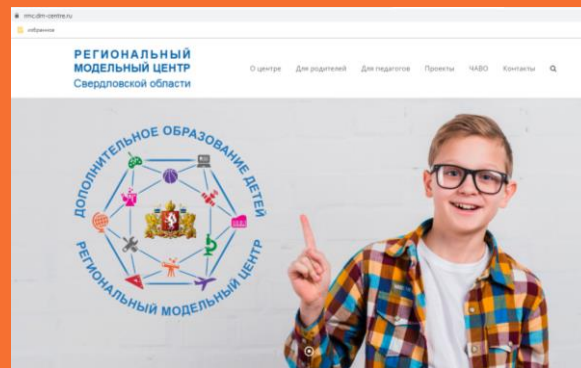 rmc.dm-centre.ru
избранное
РЕГИОНАЛЬНЫЙ
МОДЕЛЬНЫЙ ЦЕНТР
Свердловской области
О центре Для родителей Для педагогов Проекты ЧАВО Контакты
ДОПОЛНИТЕЛЬНОЕ ОБРАЗОВАНИЕ ДЕТЕЙ
РЕГИОНАЛЬНЫЙ МОДЕЛЬНЫЙ ЦЕНТР